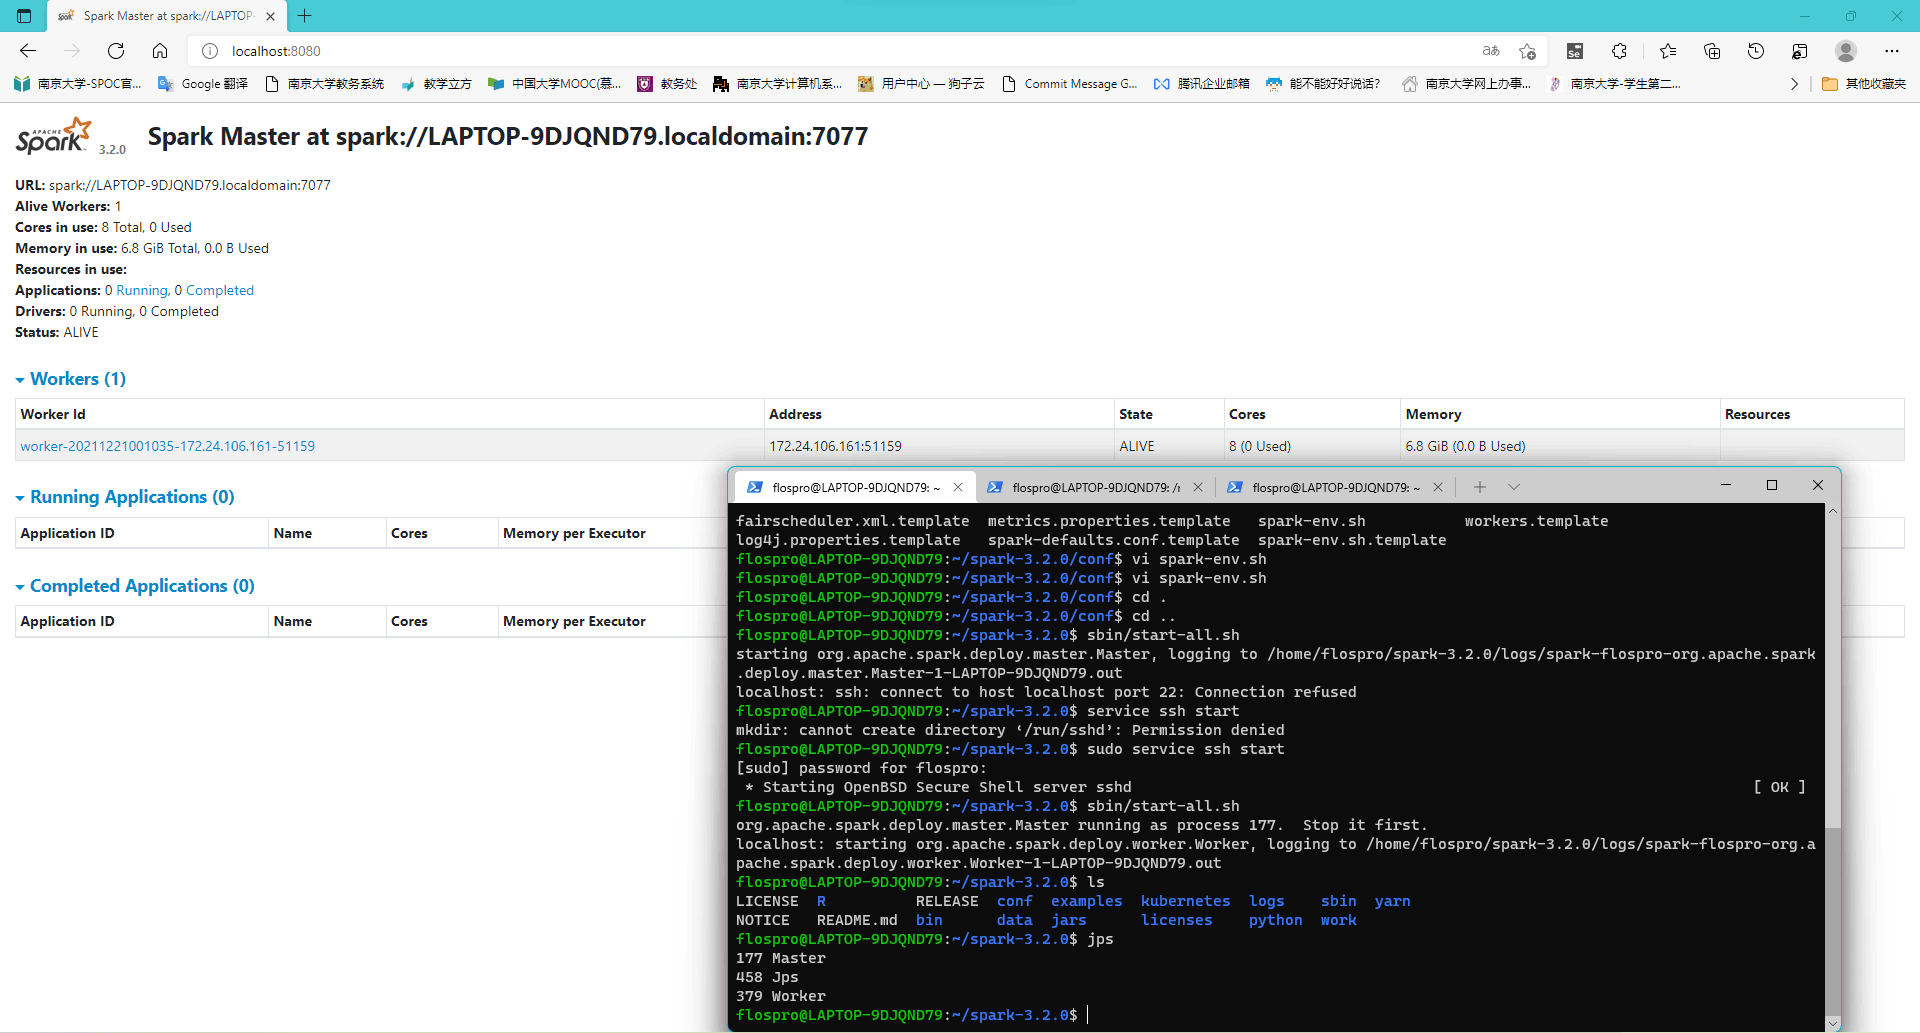 Spark Master at spark://LAPTOP-
localhost:8080
aあ
南京大学-SPOC官... Google 翻译 南京大学教务系统 教学立方 中国大学MOOC(慕... 教务处 南京大学计算机系... 用户中心 — 狗子云 Commit Message G... 腾讯企业邮箱 能不能好好说话? 南京大学网上办事... 南京大学-学生第二... 其他收藏夹
APACHE Spark 3.2.0 Spark Master at spark://LAPTOP-9DJQND79.localdomain:7077
URL: spark://LAPTOP-9DJQND79.localdomain:7077
Alive Workers: 1
Cores in use: 8 Total, 0 Used
Memory in use: 6.8 GiB Total, 0.0 B Used
Resources in use:
Applications: 0 Running, 0 Completed
Drivers: 0 Running, 0 Completed
Status: ALIVE
Workers (1)
Worker Id Address State Cores Memory Resources
worker-20211221001035-172.24.106.161-51159 172.24.106.161:51159 ALIVE 8 (0 Used) 6.8 GiB (0.0 B Used)
Running Applications (0)
Application ID Name Cores Memory per Executor
Completed Applications (0)
Application ID Name Cores Memory per Executor
flospro@LAPTOP-9DJQND79: ~ flospro@LAPTOP-9DJQND79: /r flospro@LAPTOP-9DJQND79: ~
fairscheduler.xml.template metrics.properties.template spark-env.sh workers.template
log4j.properties.template spark-defaults.conf.template spark-env.sh.template
flospro@LAPTOP-9DJQND79:~/spark-3.2.0/conf$ vi spark-env.sh
flospro@LAPTOP-9DJQND79:~/spark-3.2.0/conf$ vi spark-env.sh
flospro@LAPTOP-9DJQND79:~/spark-3.2.0/conf$ cd .
flospro@LAPTOP-9DJQND79:~/spark-3.2.0/conf$ cd ..
flospro@LAPTOP-9DJQND79:~/spark-3.2.0$ sbin/start-all.sh
starting org.apache.spark.deploy.master.Master, logging to /home/flospro/spark-3.2.0/logs/spark-flospro-org.apache.spark
.deploy.master.Master-1-LAPTOP-9DJQND79.out
localhost: ssh: connect to host localhost port 22: Connection refused
flospro@LAPTOP-9DJQND79:~/spark-3.2.0$ service ssh start
mkdir: cannot create directory ‘/run/sshd’: Permission denied
flospro@LAPTOP-9DJQND79:~/spark-3.2.0$ sudo service ssh start
[sudo] password for flospro:
* Starting OpenBSD Secure Shell server sshd [ OK ]
flospro@LAPTOP-9DJQND79:~/spark-3.2.0$ sbin/start-all.sh
org.apache.spark.deploy.master.Master running as process 177. Stop it first.
localhost: starting org.apache.spark.deploy.worker.Worker, logging to /home/flospro/spark-3.2.0/logs/spark-flospro-org.a
pache.spark.deploy.worker.Worker-1-LAPTOP-9DJQND79.out
flospro@LAPTOP-9DJQND79:~/spark-3.2.0$ ls
LICENSE R RELEASE conf examples kubernetes logs sbin yarn
NOTICE README.md bin data jars licenses python work
flospro@LAPTOP-9DJQND79:~/spark-3.2.0$ jps
177 Master
458 Jps
379 Worker
flospro@LAPTOP-9DJQND79:~/spark-3.2.0$